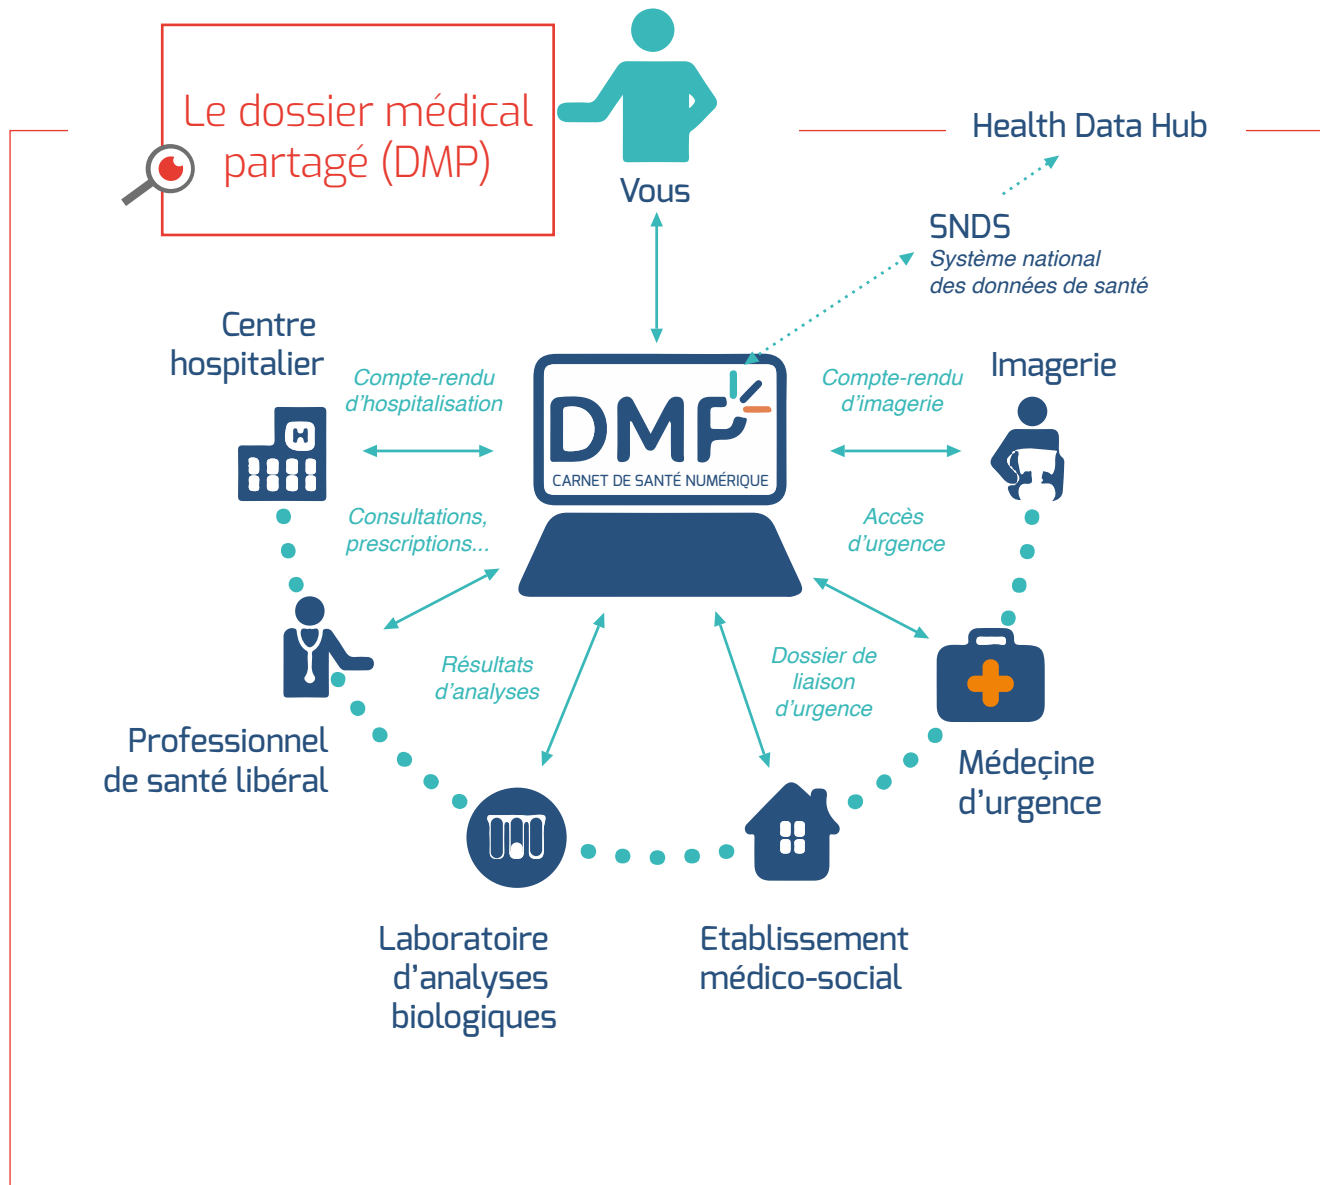 Le dossier médical
partagé (DMP)
Vous
Health Data Hub
SNDS
Système national
des données de santé
Centre
hospitalier
Compte-rendu
d'hospitalisation
DMP
CARNET DE SANTÉ NUMÉRIQUE
Compte-rendu
d'imagerie
Imagerie
H
Consultations,
prescriptions...
Accès
d'urgence
Résultats
d'analyses
Dossier de
liaison
d'urgence
Professionnel
de santé libéral
Médeçine
d'urgence
Laboratoire
d'analyses
biologiques
Etablissement
médico-social